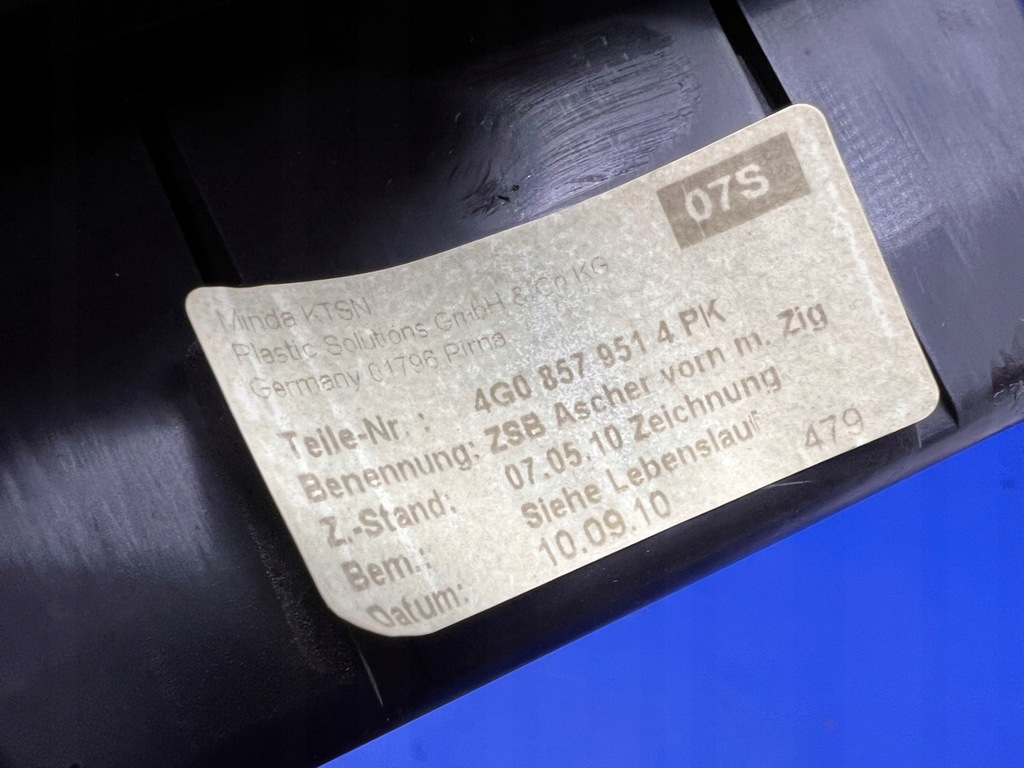 07S
Minda KTSN
Plastic Solutions GmbH & Co KG
Germany 01796 Pirna
Teile-Nr. : 4G0 857 951 4 PK
Benennung: ZSB Ascher vorn m. Zig
Z.-Stand: 07.05.10 Zeichnung
Bem.: Siehe Lebenslauf 479
Datum: 10.09.10